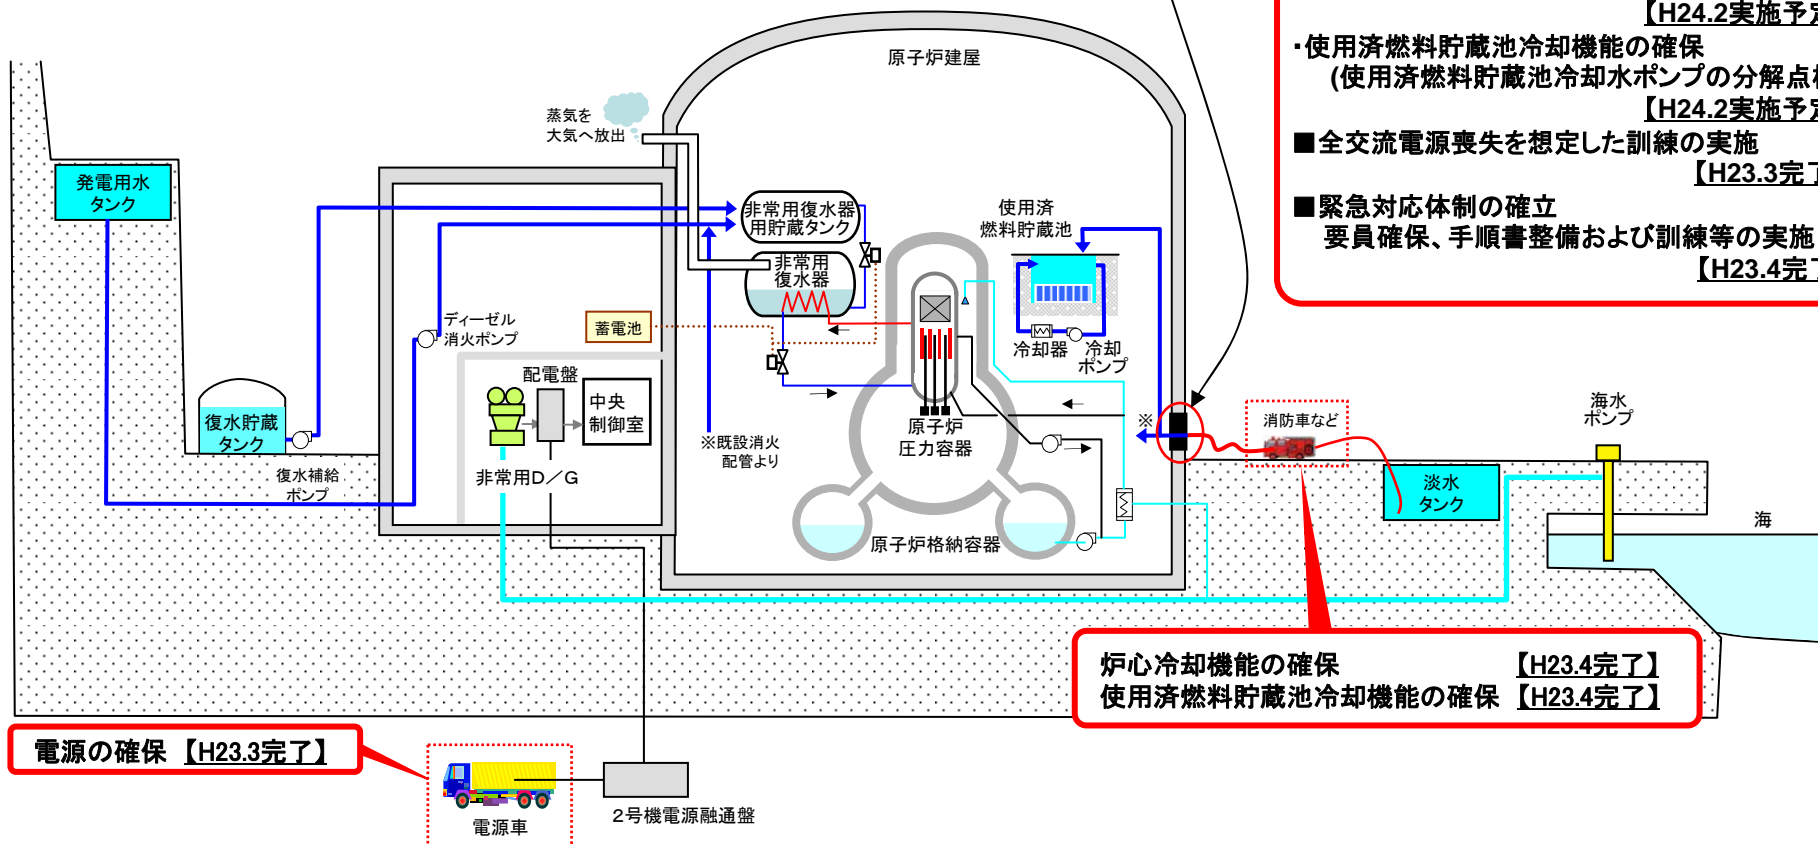 【H24.2実施予定
・使用済燃料貯蔵池冷却機能の確保
(使用済燃料貯蔵池冷却水ポンプの分解点検
【H24.2実施予定
■全交流電源喪失を想定した訓練の実施
【H23.3完了
■緊急対応体制の確立
要員確保、手順書整備および訓練等の実施
【H23.4完了
原子炉建屋
蒸気を
大気へ放出
発電用水
タンク
非常用復水器
用貯蔵タンク
使用済
燃料貯蔵池
非常用
復水器
ディーゼル
消火ポンプ
蓄電池
冷却器
冷却
ポンプ
配電盤
中央
制御室
復水貯蔵
タンク
※既設消火
配管より
原子炉
圧力容器
※
消防車など
海水
ポンプ
復水補給
ポンプ
非常用D/G
淡水
タンク
海
原子炉格納容器
炉心冷却機能の確保 【H23.4完了】
使用済燃料貯蔵池冷却機能の確保 【H23.4完了】
電源の確保 【H23.3完了】
電源車
2号機電源融通盤